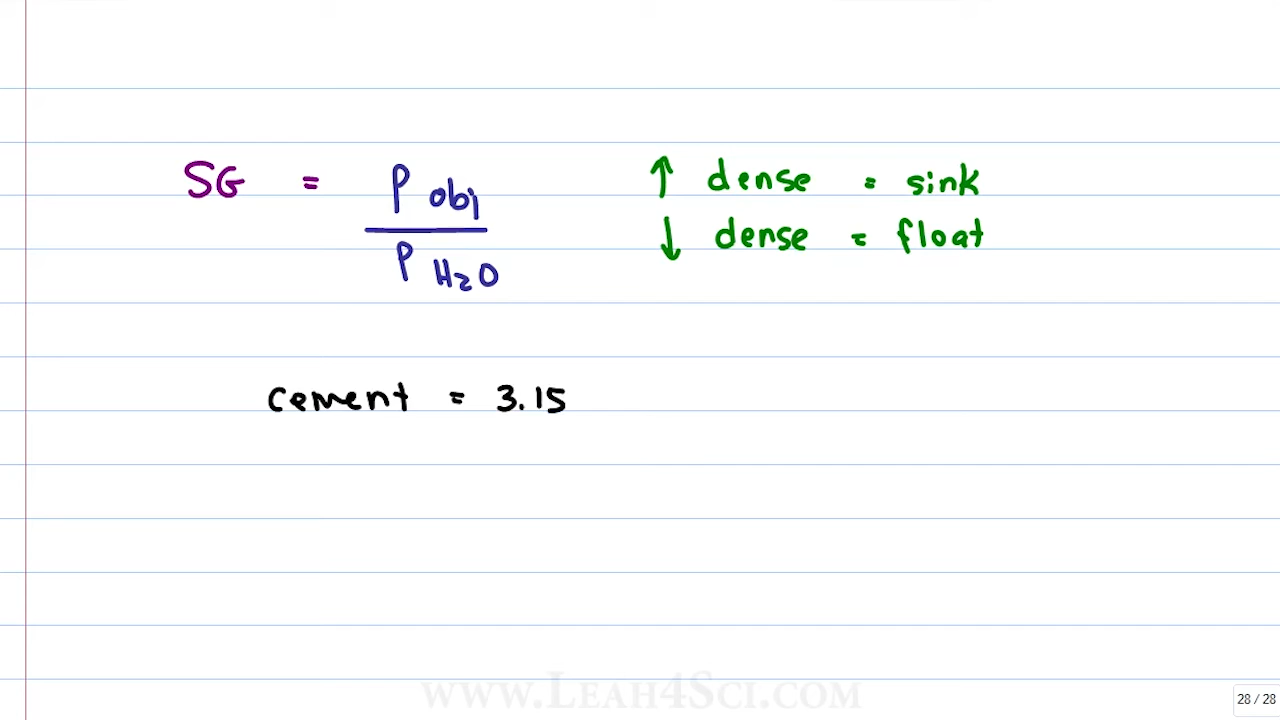 SG = ρ obj / ρ H₂O
↑ dense = sink
↓ dense = float
cement = 3.15
www.Leah4Sci.com
28 / 28